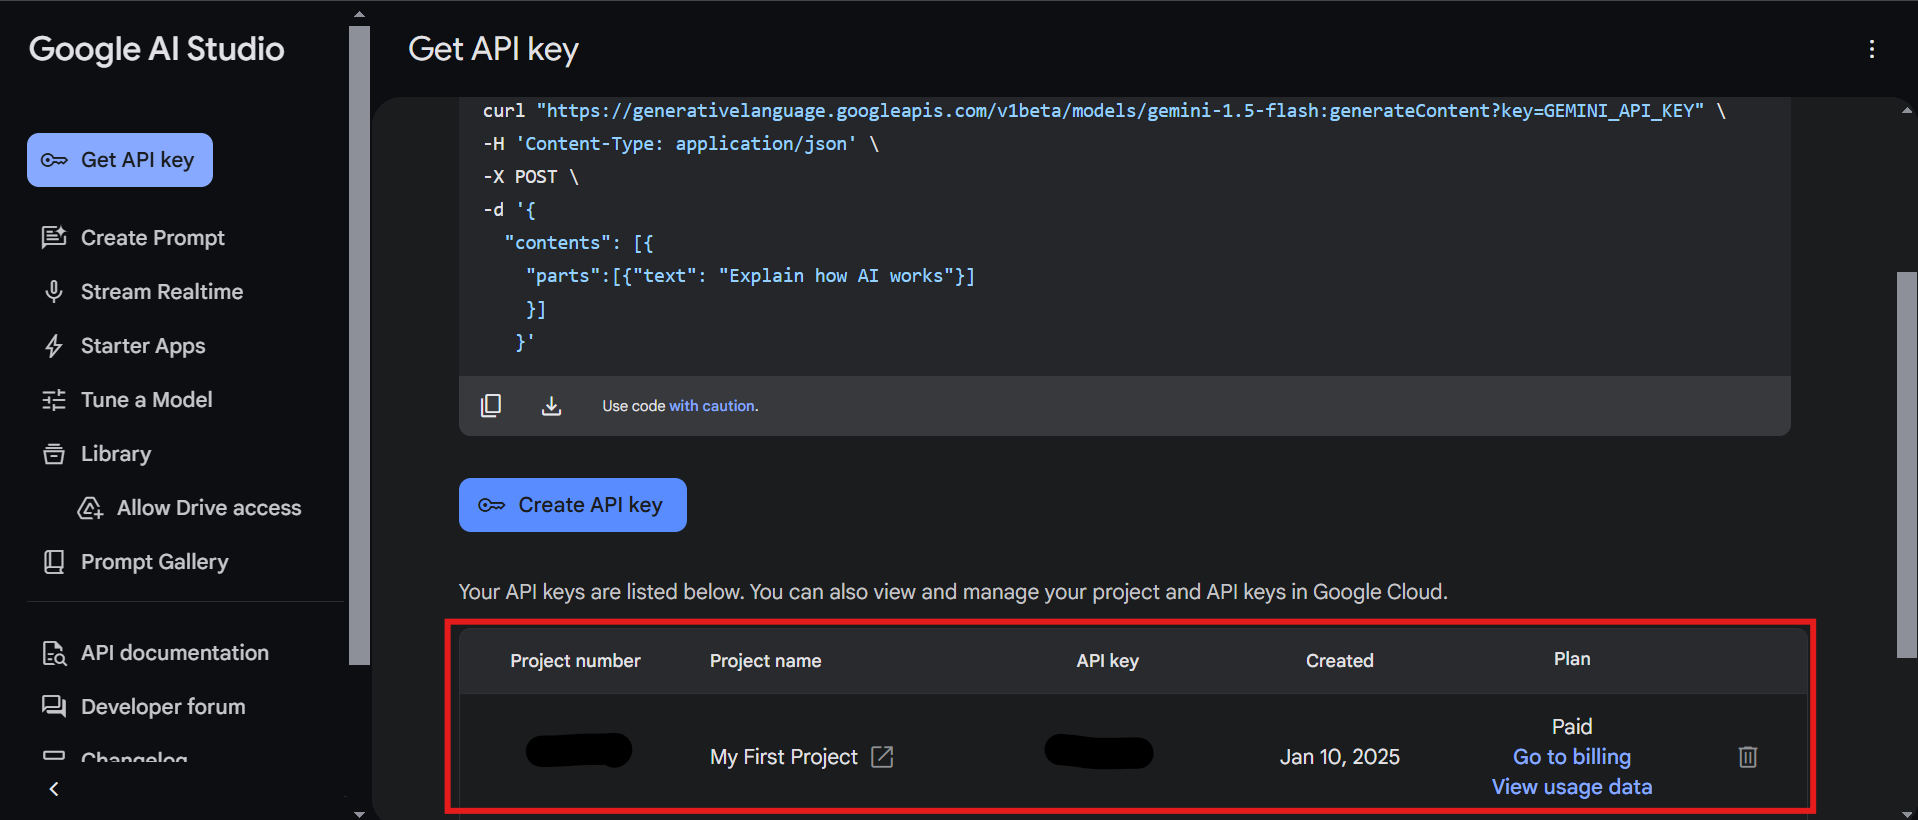 Google AI Studio
Get API key
Create Prompt
Stream Realtime
Starter Apps
Tune a Model
Library
Allow Drive access
Prompt Gallery
API documentation
Developer forum
Changelog
Get API key
curl "https://generativelanguage.googleapis.com/v1beta/models/gemini-1.5-flash:generateContent?key=GEMINI_API_KEY" \
-H 'Content-Type: application/json' \
-X POST \
-d '{
"contents": [{
"parts":[{"text": "Explain how AI works"}]
}]
}'
Use code with caution.
Create API key
Your API keys are listed below. You can also view and manage your project and API keys in Google Cloud.
Project number Project name API key Created Plan
My First Project Jan 10, 2025 Paid
Go to billing
View usage data